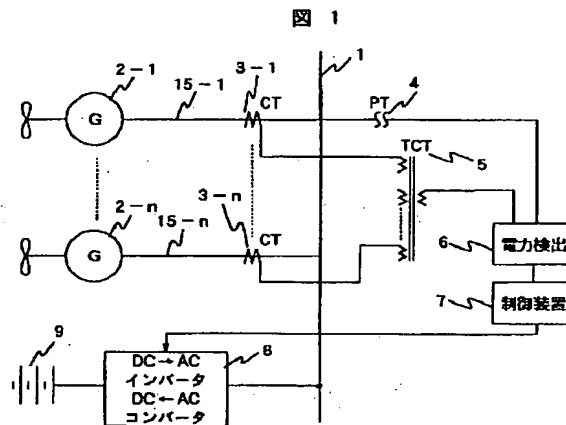 図 1
2-1
15-1
3-1
CT
1
PT
4
G
TCT
5
2-n
15-n
3-n
CT
G
6
電力検出
7
制御装置
9
8
DC→AC
インバータ
DC←AC
コンバータ